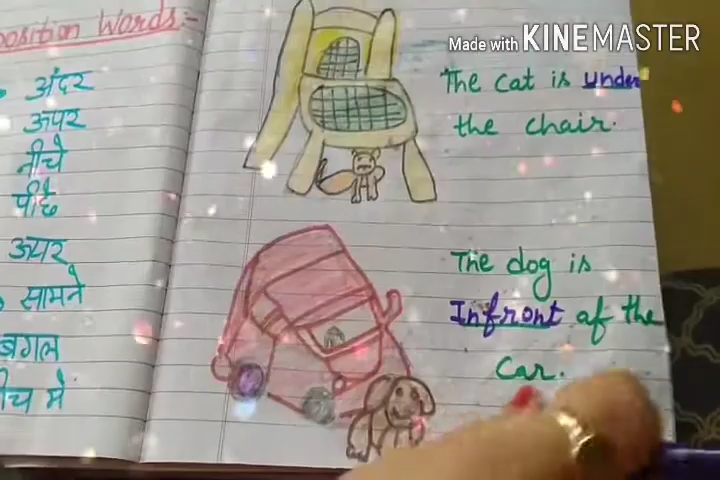 Made with KINEMASTER
osition Words:-
अंदर
ऊपर
नीचे
पीछे
ऊपर
सामने
बगल
ीच मे
The cat is under
the chair.
The dog is
Infront af the
car.